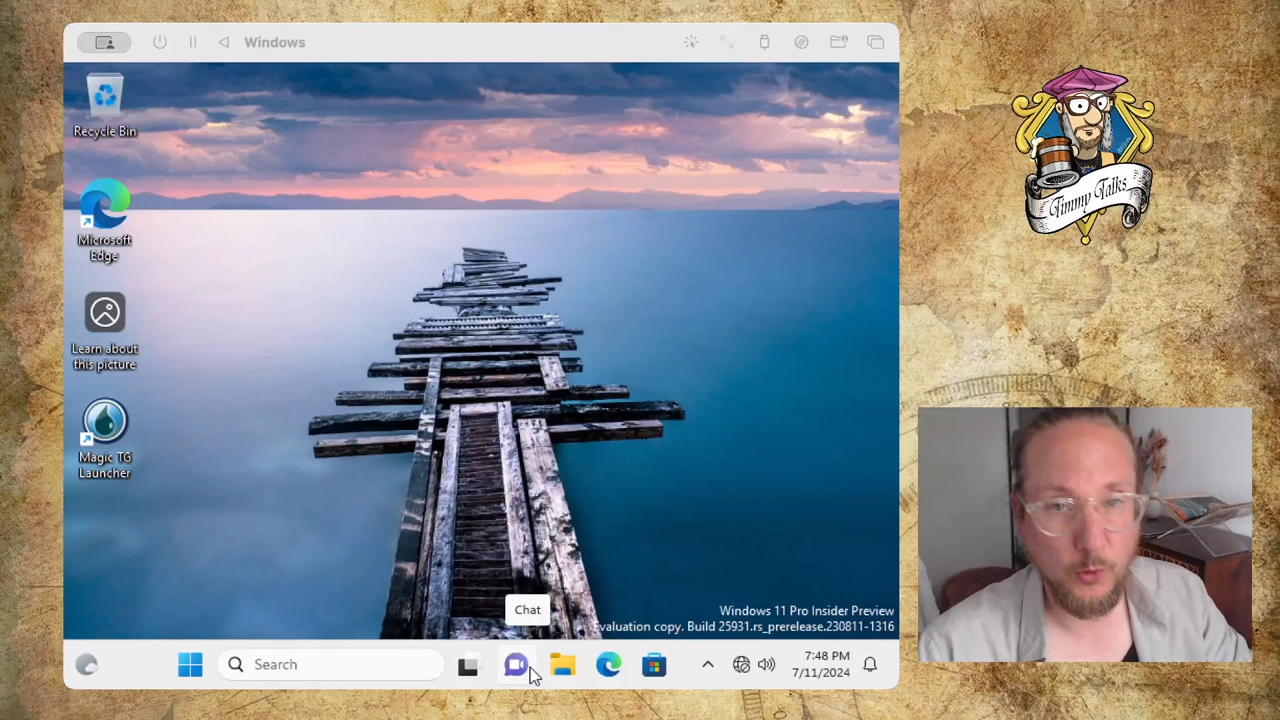 Windows
Recycle Bin
Microsoft
Edge
Learn about
this picture
Magic TG
Launcher
Timmy Talks
Chat
Windows 11 Pro Insider Preview
Evaluation copy. Build 25931.rs_prerelease.230811-1316
Search
7:48 PM
7/11/2024